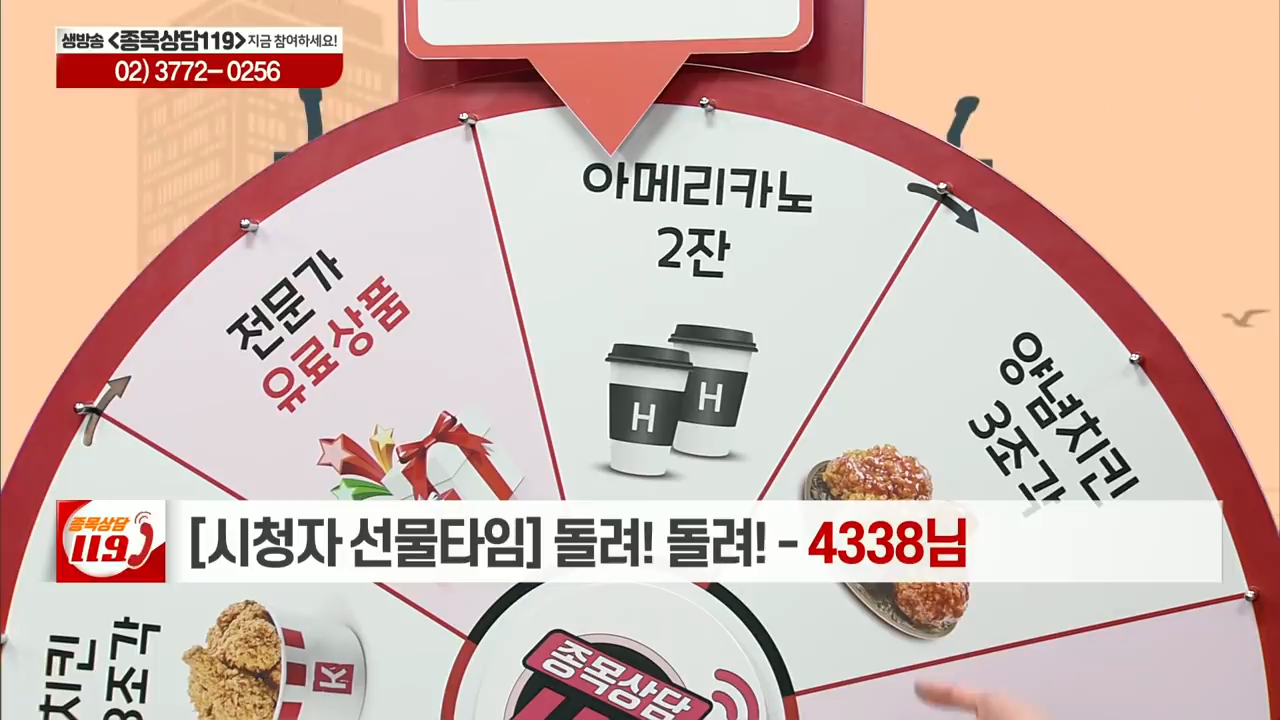 생방송 <종목상담119> 지금 참여하세요!
02) 3772-0256
아메리카노
2잔
전문가
유료상품
양념치킨
3조각
H
H
종목상담
119
[시청자 선물타임] 돌려! 돌려! - 4338님
치킨
3조각
K
종목상담